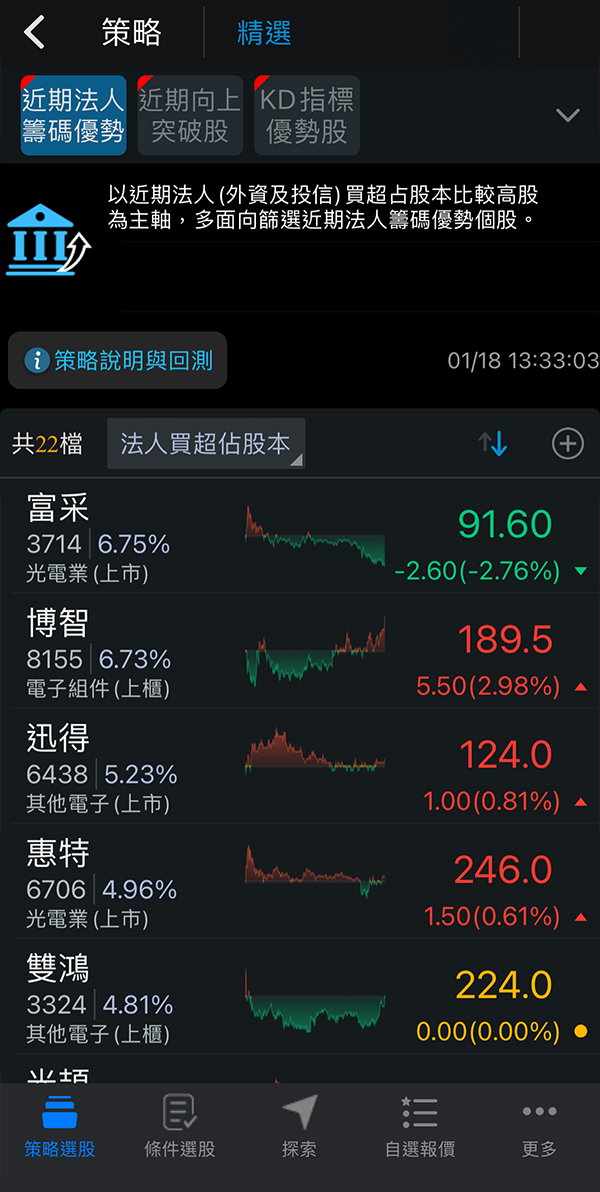 策略
精選
近期法人
籌碼優勢
近期向上
突破股
KD指標
優勢股
以近期法人(外資及投信)買超占股本比較高股
為主軸，多面向篩選近期法人籌碼優勢個股。
策略說明與回測
01/18 13:33:03
共22檔
法人買超佔股本
富采
3714 6.75%
光電業(上市)
91.60
-2.60(-2.76%)
博智
8155 6.73%
電子組件(上櫃)
189.5
5.50(2.98%)
迅得
6438 5.23%
其他電子(上市)
124.0
1.00(0.81%)
惠特
6706 4.96%
光電業(上市)
246.0
1.50(0.61%)
雙鴻
3324 4.81%
其他電子(上櫃)
224.0
0.00(0.00%)
策略選股
條件選股
探索
自選報價
更多